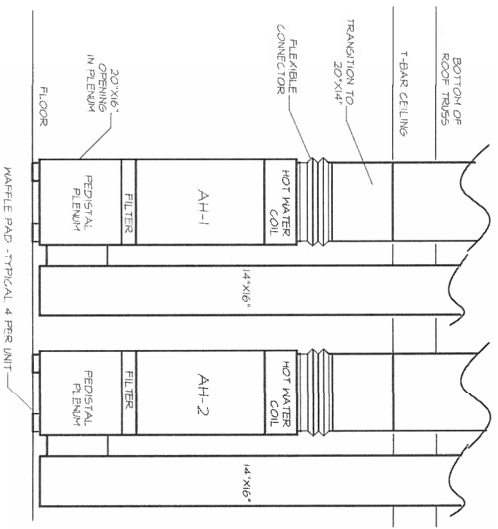 BOTTOM OF
ROOF TRUSS
T-BAR CEILING
TRANSITION TO
20"X14"
FLEXIBLE
CONNECTOR
20"X16"
OPENING
IN PLENUM
FLOOR
HOT WATER
COIL
AH-1
FILTER
PEDISTAL
PLENUM
14"X16"
HOT WATER
COIL
AH-2
FILTER
PEDISTAL
PLENUM
14"X16"
WAFFLE PAD -TYPICAL 4 PER UNIT